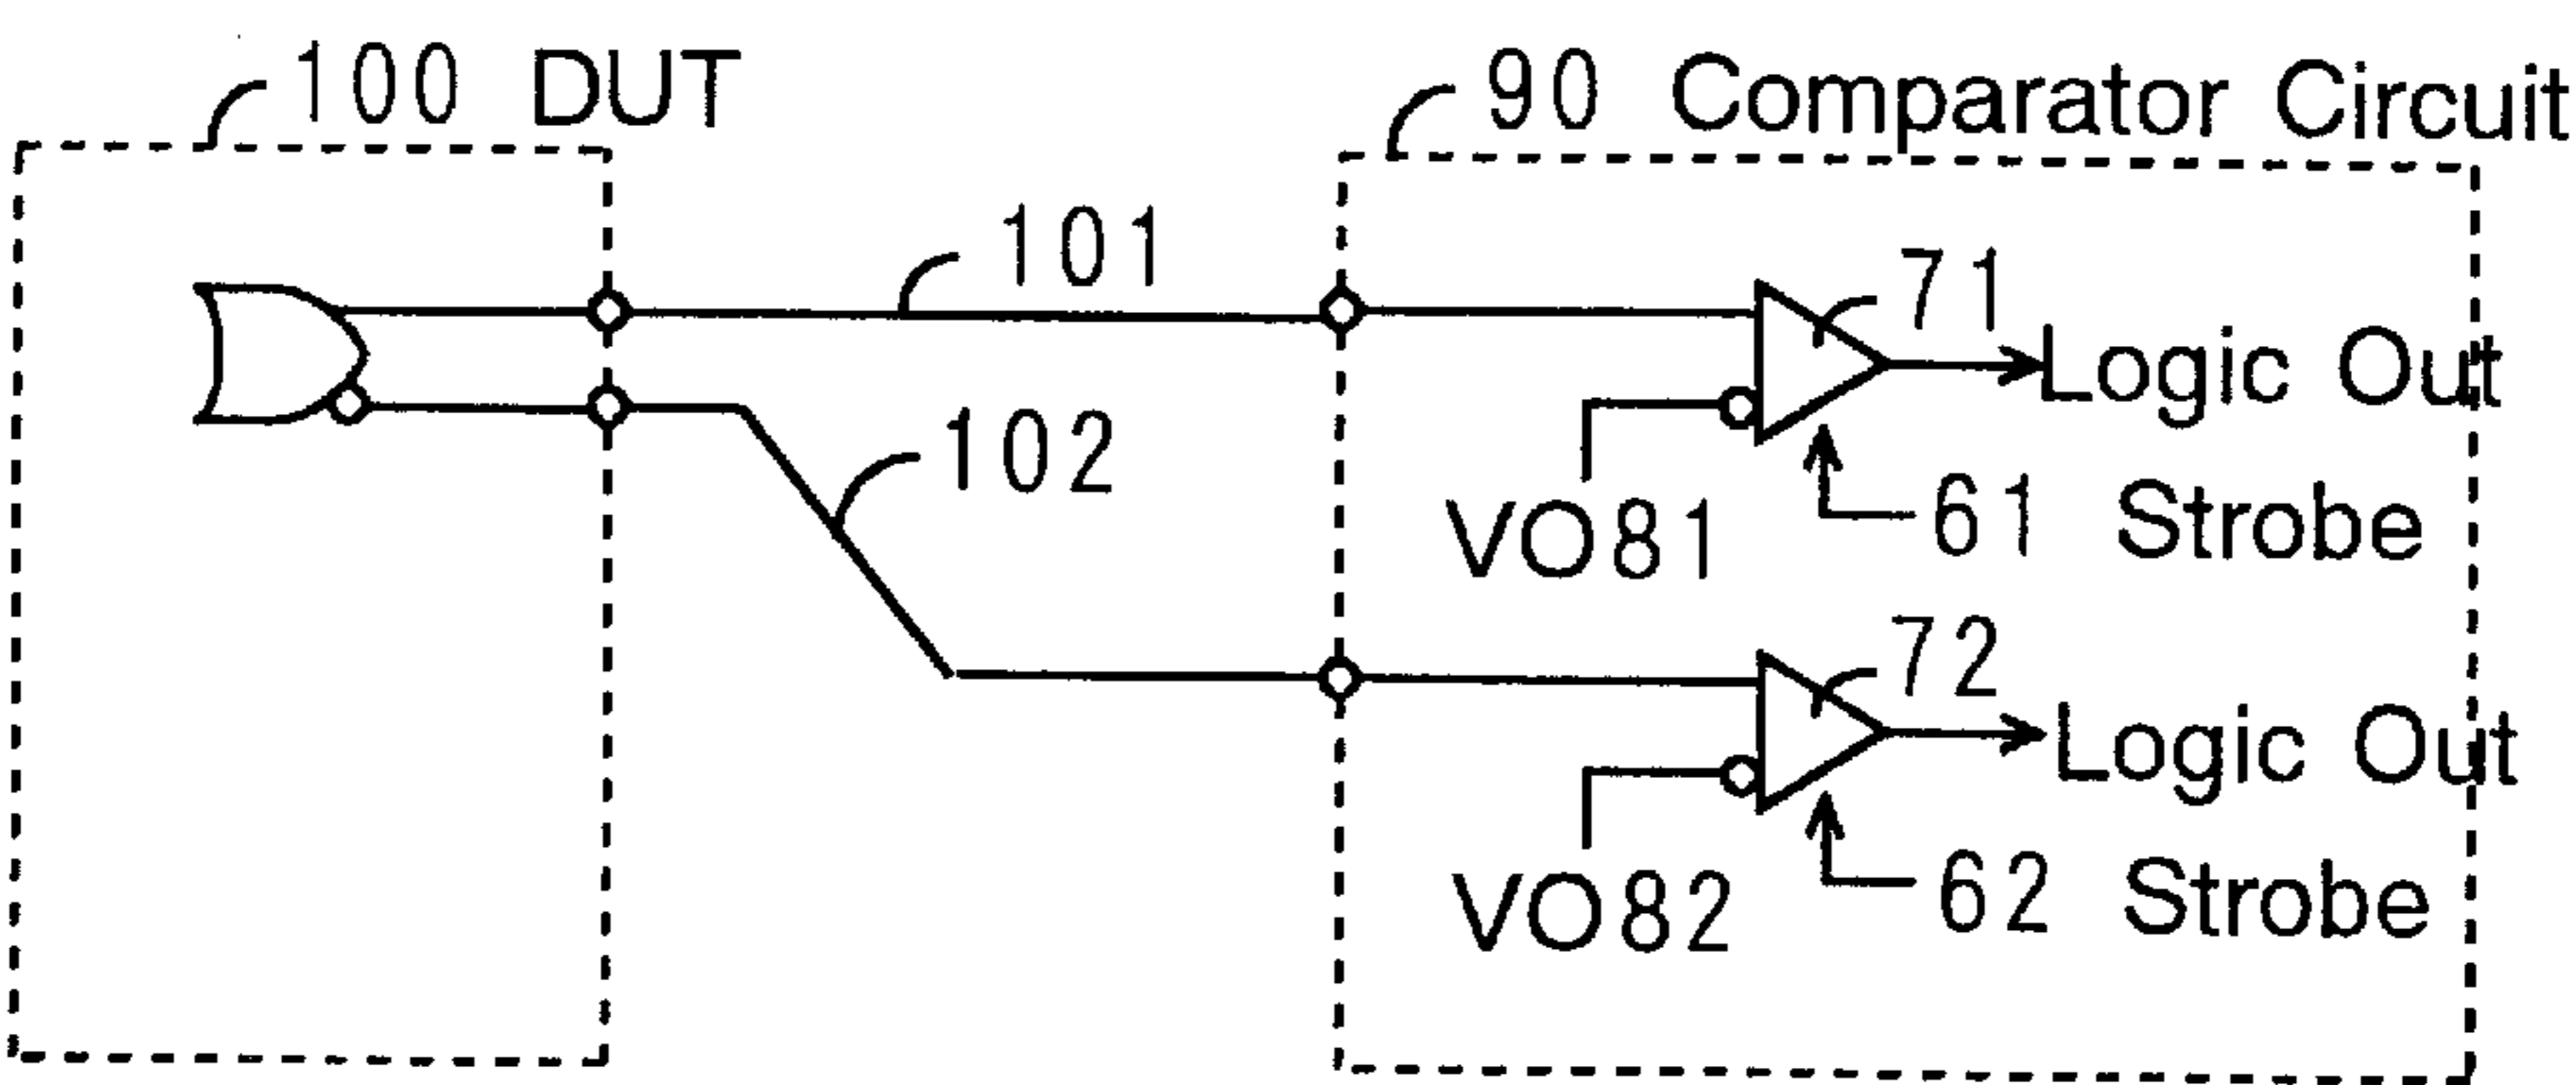 100 DUT
90 Comparator Circuit
101
71
Logic Out
102
VO81
61 Strobe
72
Logic Out
VO82
62 Strobe